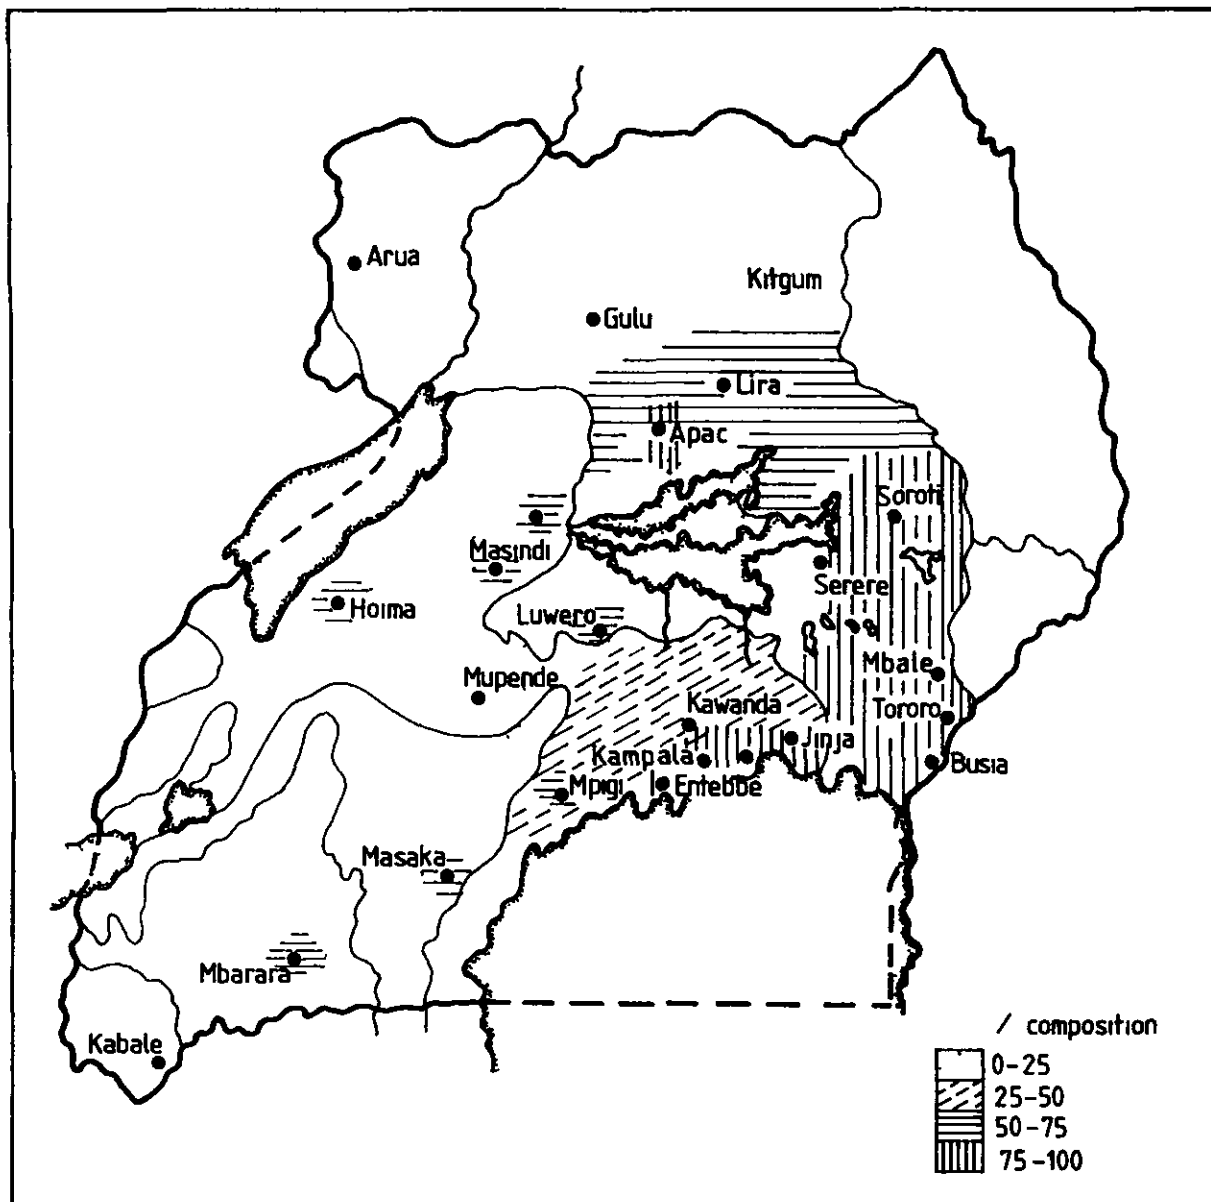 Arua
Kitgum
Gulu
Lira
Apac
Soroti
Masindi
Serere
Hoima
Luwero
Mbale
Mupende
Kawanda
Tororo
Jinja
Kampala
Busia
Mpigi
Entebbe
Masaka
Mbarara
Kabale
/ composition
0-25
25-50
50-75
75-100